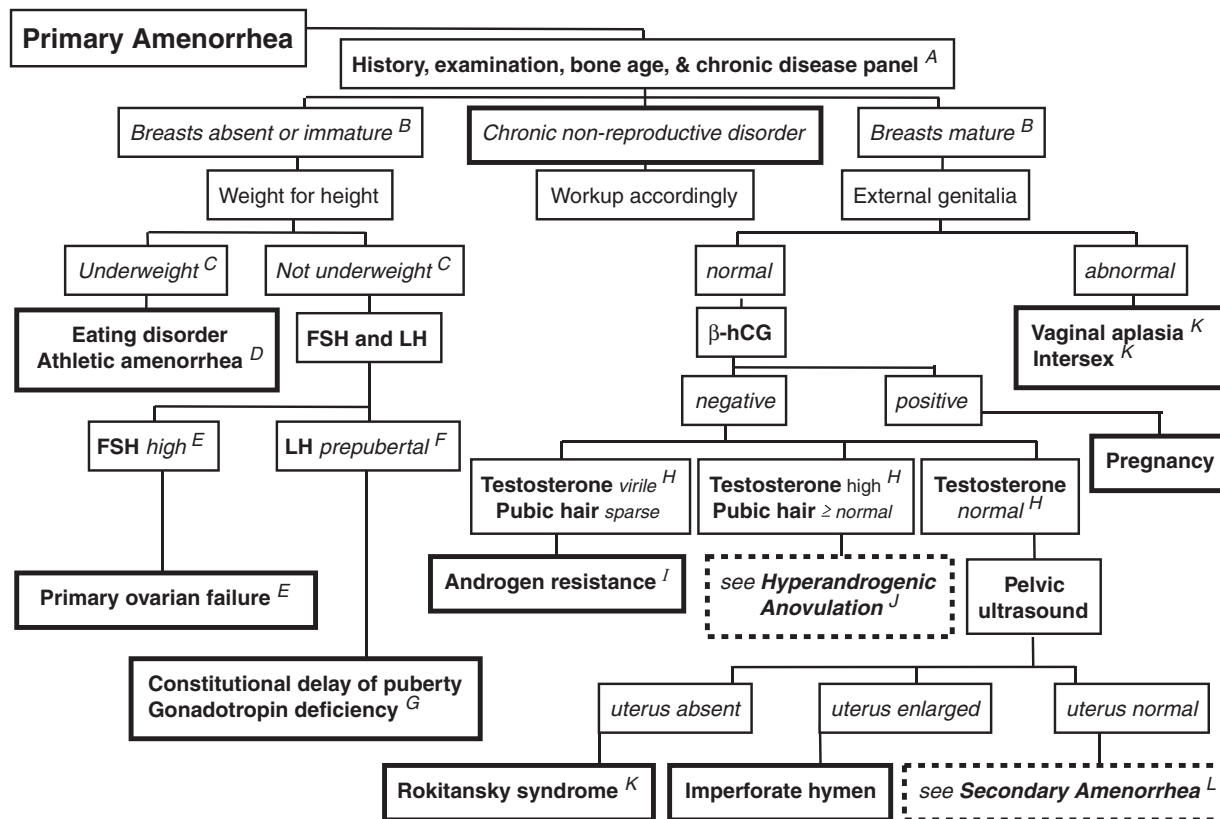 Primary Amenorrhea
History, examination, bone age, & chronic disease panel A
Breasts absent or immature B
Chronic non-reproductive disorder
Breasts mature B
Weight for height
Workup accordingly
External genitalia
Underweight C
Not underweight C
normal
abnormal
Eating disorder
Athletic amenorrhea D
FSH and LH
β-hCG
Vaginal aplasia K
Intersex K
negative
positive
FSH high E
LH prepubertal F
Pregnancy
Testosterone virile H
Pubic hair sparse
Testosterone high H
Pubic hair ≥ normal
Testosterone
normal H
Primary ovarian failure E
Androgen resistance I
see Hyperandrogenic
Anovulation J
Pelvic
ultrasound
Constitutional delay of puberty
Gonadotropin deficiency G
uterus absent
uterus enlarged
uterus normal
Rokitansky syndrome K
Imperforate hymen
see Secondary Amenorrhea L